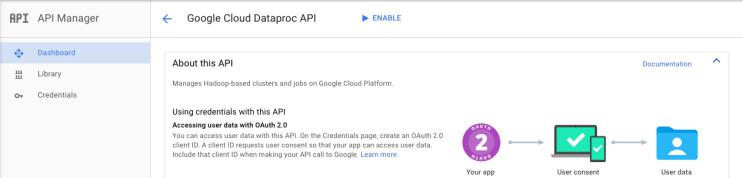 API API Manager
Google Cloud Dataproc API
ENABLE
Dashboard
Library
Credentials
About this API
Documentation
Manages Hadoop-based clusters and jobs on Google Cloud Platform.
Using credentials with this API
Accessing user data with OAuth 2.0
You can access user data with this API. On the Credentials page, create an OAuth 2.0
client ID. A client ID requests user consent so that your app can access user data.
Include that client ID when making your API call to Google. Learn more
OAUTH
2
OAUTH
Your app
User consent
User data